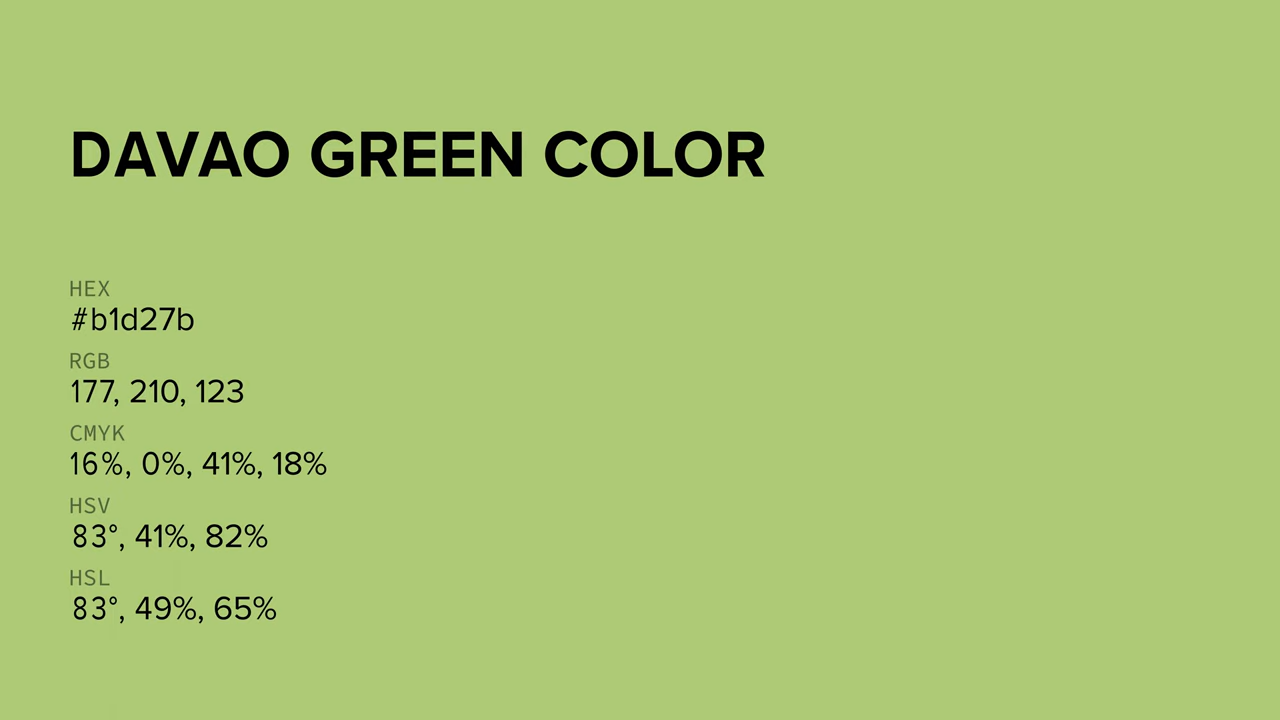 DAVAO GREEN COLOR
HEX
#b1d27b
RGB
177, 210, 123
CMYK
16%, 0%, 41%, 18%
HSV
83°, 41%, 82%
HSL
83°, 49%, 65%